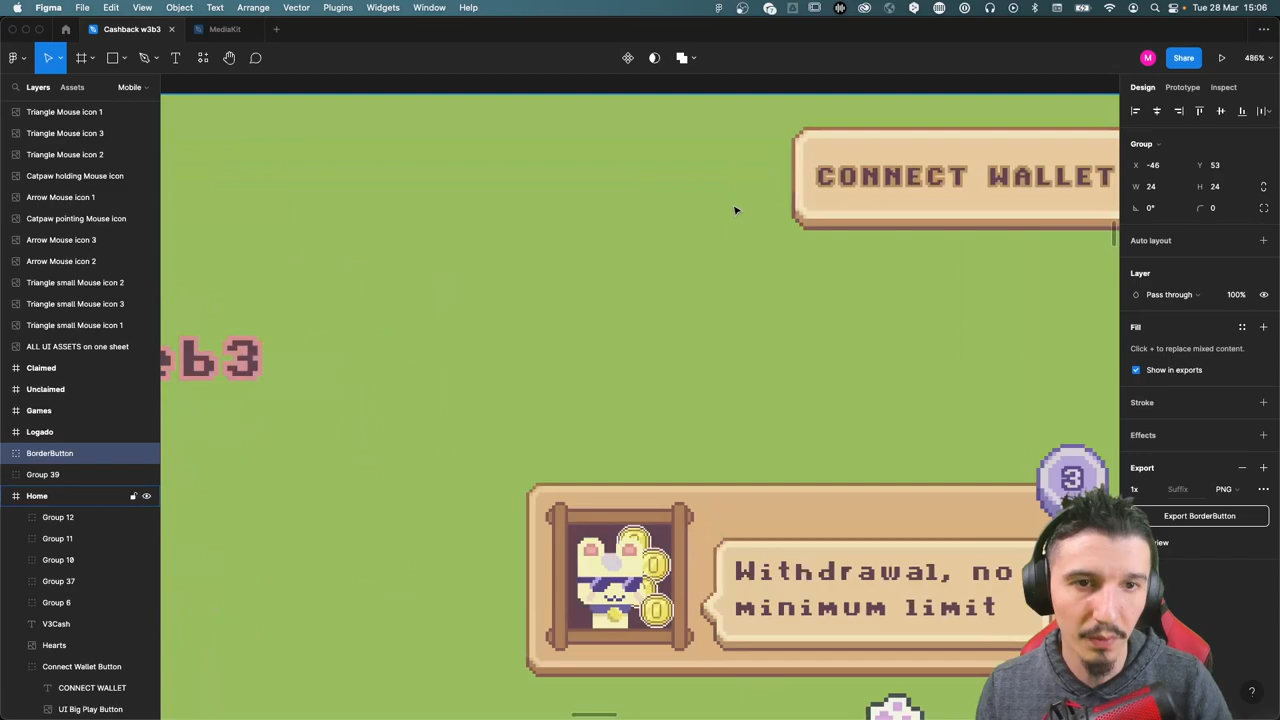 Figma File Edit View Object Text Arrange Vector Plugins Widgets Window Help
Tue 28 Mar 15:06
Cashback w3b3
MediaKit
M
Share
486%
Layers Assets Mobile
Design Prototype Inspect
Triangle Mouse icon 1
Triangle Mouse icon 3
Triangle Mouse icon 2
Catpaw holding Mouse icon
Arrow Mouse icon 1
Catpaw pointing Mouse icon
Arrow Mouse icon 3
Arrow Mouse icon 2
Triangle small Mouse icon 2
Triangle small Mouse icon 3
Triangle small Mouse icon 1
ALL UI ASSETS on one sheet
Claimed
Unclaimed
Games
Logado
BorderButton
Group 39
Home
Group 12
Group 11
Group 10
Group 37
Group 6
V3Cash
Hearts
Connect Wallet Button
CONNECT WALLET
UI Big Play Button
CONNECT WALLET
eb3
3
Withdrawal, no
minimum limit
Group
X -46 Y 53
W 24 H 24
0° 0
Auto layout
Layer
Pass through 100%
Fill
Click + to replace mixed content.
Show in exports
Stroke
Effects
Export
1x Suffix PNG
Export BorderButton
?